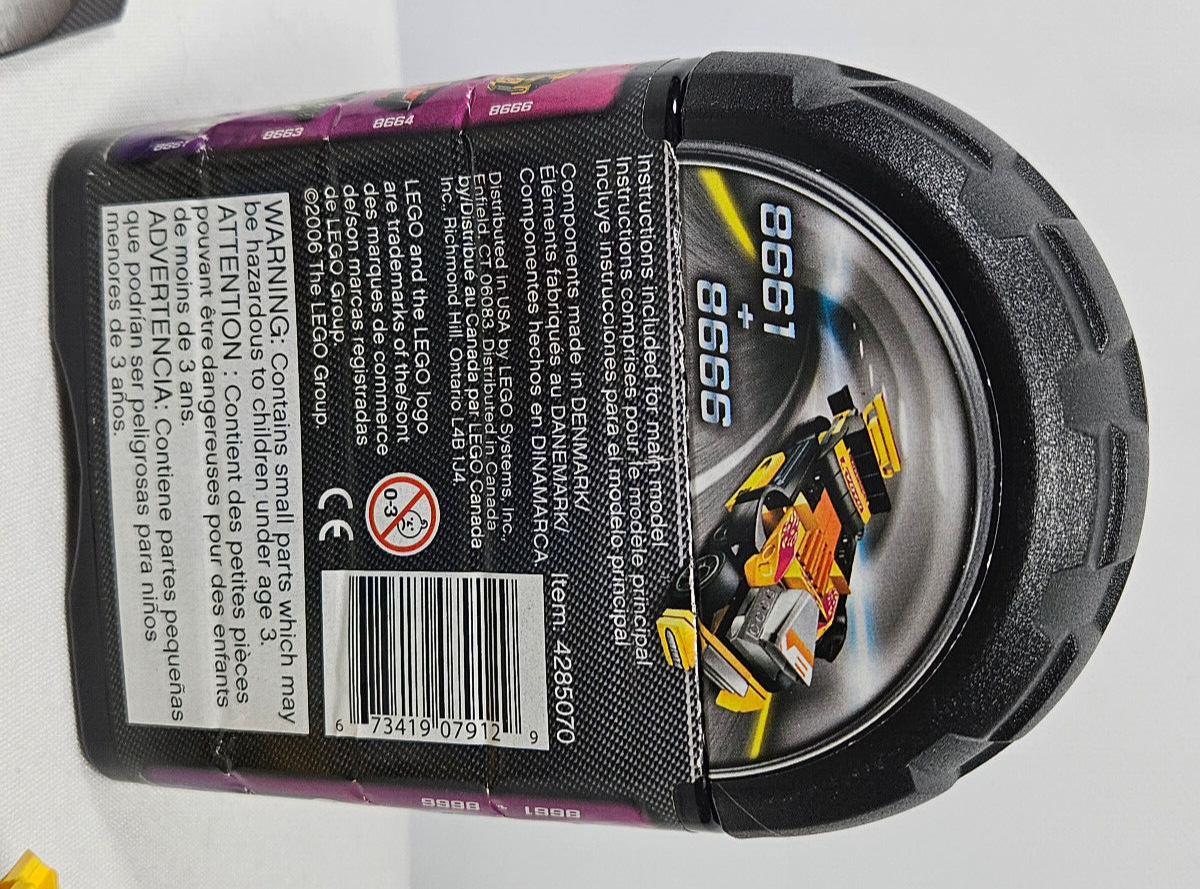 8661
+
8666
Instructions included for main model
Instructions comprises pour le modèle principal
Incluye instrucciones para el modelo principal
Components made in DENMARK/
Éléments fabriqués au DANEMARK/
Componentes hechos en DINAMARCA
Distributed in USA by LEGO Systems, Inc.,
Enfield, CT 06083. Distributed in Canada
by/Distribué au Canada par LEGO Canada
Inc., Richmond Hill, Ontario L4B 1J4
LEGO and the LEGO logo
are trademarks of the/sont
des marques de commerce
de/son marcas registradas
de LEGO Group.
©2006 The LEGO Group.
0-3
CE
Item: 4285070
6 73419 07912 9
WARNING: Contains small parts which may
be hazardous to children under age 3.
ATTENTION : Contient des petites pièces
pouvant être dangereuses pour des enfants
de moins de 3 ans.
ADVERTENCIA: Contiene partes pequeñas
que podrían ser peligrosas para niños
menores de 3 años.
8666
8664
8663
8661
8661 + 8666